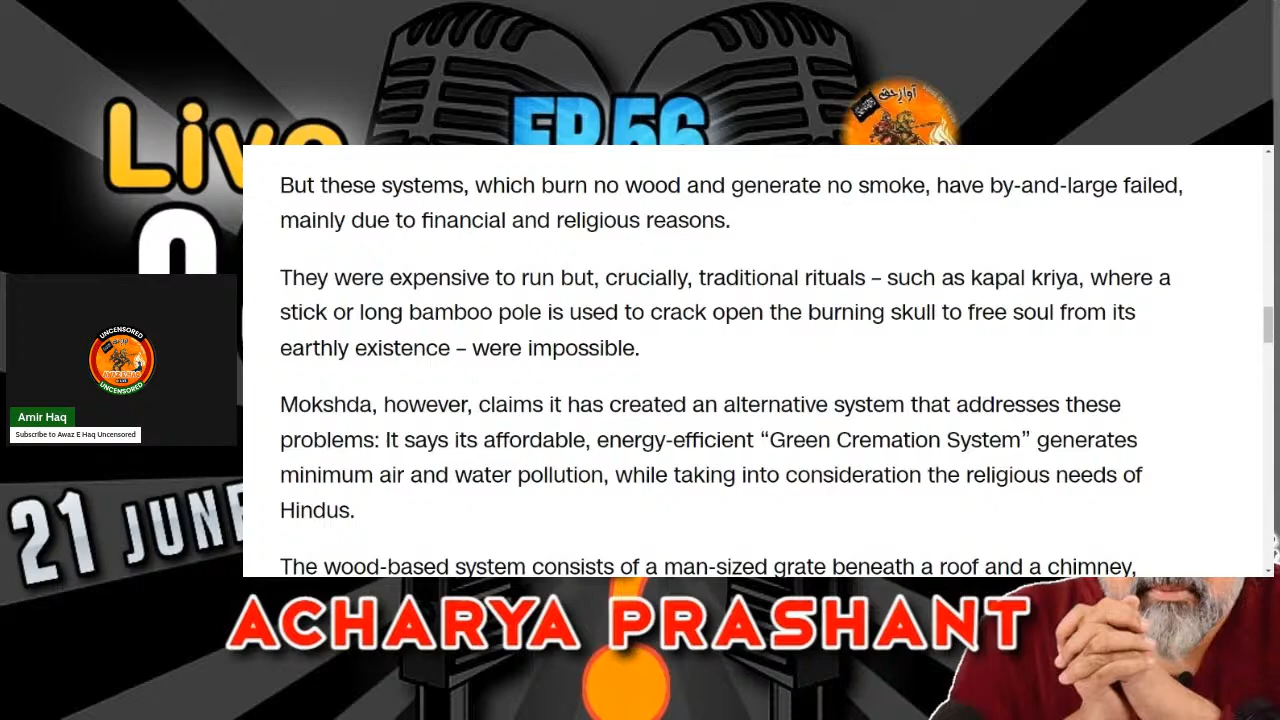 Live
EP 56
آوازِ حق
But these systems, which burn no wood and generate no smoke, have by-and-large failed,
mainly due to financial and religious reasons.
They were expensive to run but, crucially, traditional rituals – such as kapal kriya, where a
stick or long bamboo pole is used to crack open the burning skull to free soul from its
earthly existence – were impossible.
Mokshda, however, claims it has created an alternative system that addresses these
problems: It says its affordable, energy-efficient “Green Cremation System” generates
minimum air and water pollution, while taking into consideration the religious needs of
Hindus.
The wood-based system consists of a man-sized grate beneath a roof and a chimney,
UNCENSORED
UNCENSORED
Amir Haq
Subscribe to Awaz E Haq Uncensored
21 JUNE
ACHARYA PRASHANT